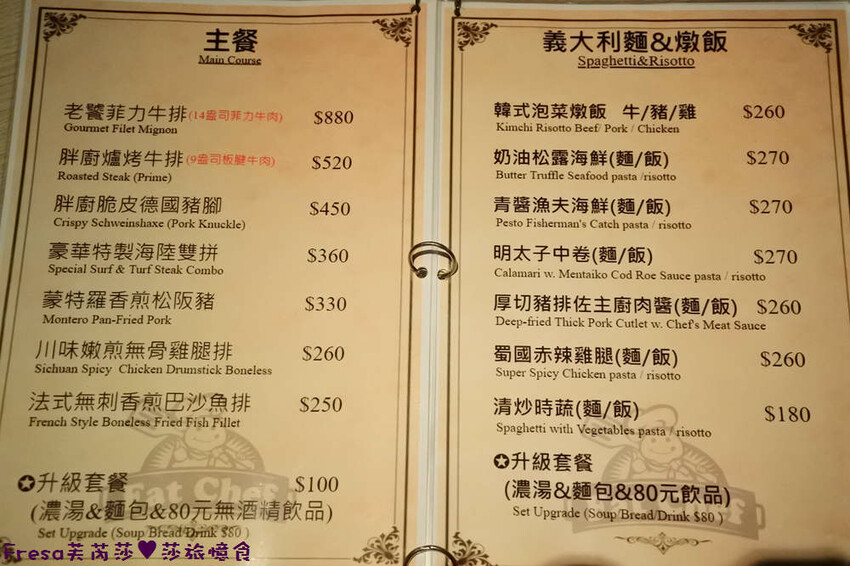 主餐
Main Course
老饕菲力牛排(14盎司菲力牛肉) $880
Gourmet Filet Mignon
胖廚爐烤牛排(9盎司板腱牛肉) $520
Roasted Steak (Prime)
胖廚脆皮德國豬腳 $450
Crispy Schweinshaxe (Pork Knuckle)
豪華特製海陸雙拼 $360
Special Surf & Turf Steak Combo
蒙特羅香煎松阪豬 $330
Montero Pan-Fried Pork
川味嫩煎無骨雞腿排 $260
Sichuan Spicy Chicken Drumstick Boneless
法式無刺香煎巴沙魚排 $250
French Style Boneless Fried Fish Fillet
✪升級套餐 $100
(濃湯&麵包&80元無酒精飲品)
Set Upgrade (Soup/Bread/Drink $80 )
Fat Chef
義大利麵&燉飯
Spaghetti&Risotto
韓式泡菜燉飯 牛/豬/雞 $260
Kimchi Risotto Beef/ Pork / Chicken
奶油松露海鮮(麵/飯) $270
Butter Truffle Seafood pasta /risotto
青醬漁夫海鮮(麵/飯) $270
Pesto Fisherman's Catch pasta / risotto
明太子中卷(麵/飯) $270
Calamari w. Mentaiko Cod Roe Sauce pasta / risotto
厚切豬排佐主廚肉醬(麵/飯) $260
Deep-fried Thick Pork Cutlet w. Chef's Meat Sauce
蜀國赤辣雞腿(麵/飯) $260
Super Spicy Chicken pasta / risotto
清炒時蔬(麵/飯) $180
Spaghetti with Vegetables pasta / risotto
✪升級套餐
(濃湯&麵包&80元飲品)
Set Upgrade (Soup/Bread/Drink $80 )
Fresa芙芮莎♥莎旅憶食